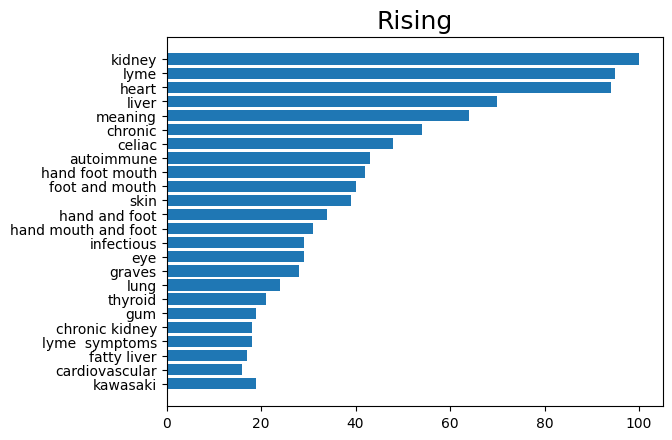 Rising
kidney
lyme
heart
liver
meaning
chronic
celiac
autoimmune
hand foot mouth
foot and mouth
skin
hand and foot
hand mouth and foot
infectious
eye
graves
lung
thyroid
gum
chronic kidney
lyme  symptoms
fatty liver
cardiovascular
kawasaki
0 20 40 60 80 100